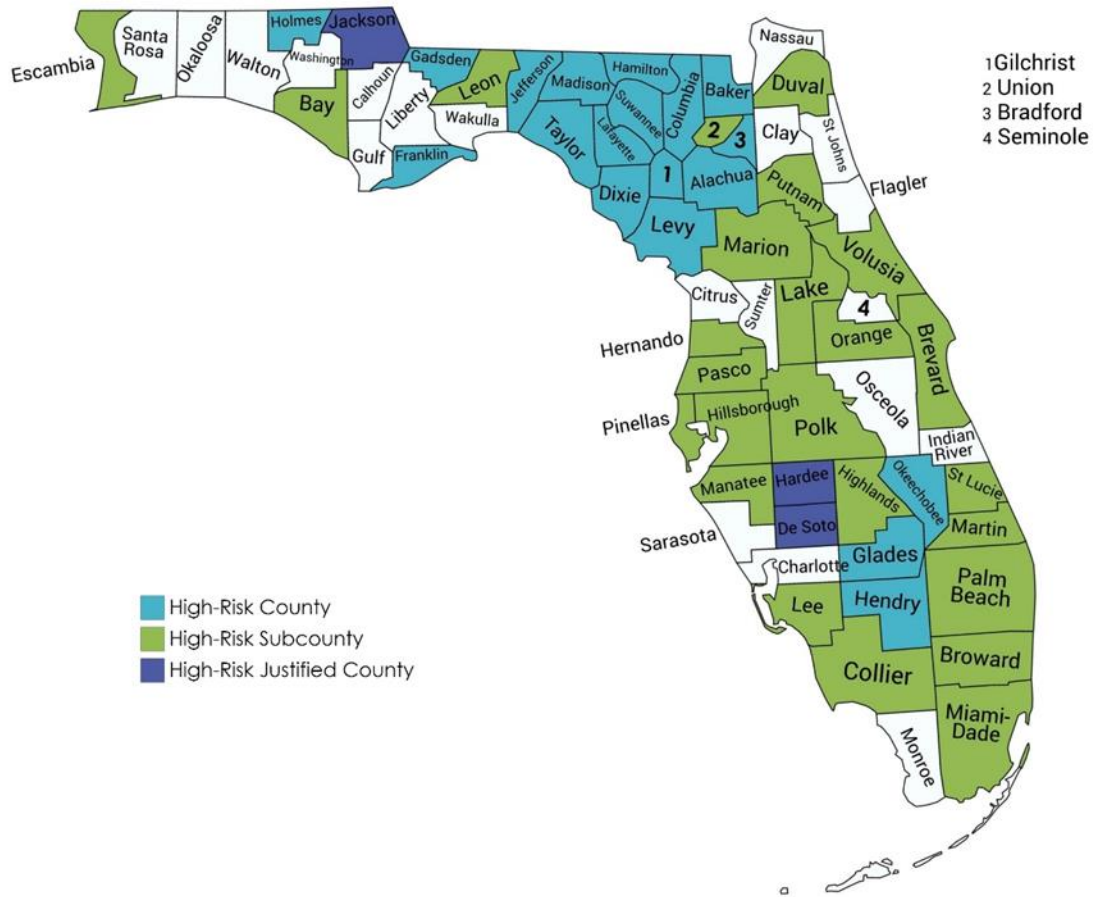 Escambia
Santa
Rosa
Okaloosa
Walton
Holmes
Washington
Jackson
Bay
Calhoun
Gulf
Liberty
Franklin
Gadsden
Leon
Wakulla
Jefferson
Madison
Taylor
Hamilton
Suwannee
Lafayette
Columbia
Dixie
1
Baker
2
3
Alachua
Levy
Nassau
Duval
Clay
St Johns
Putnam
Flagler
1 Gilchrist
2 Union
3 Bradford
4 Seminole
Marion
Volusia
Citrus
Sumter
Lake
4
Orange
Brevard
Hernando
Pasco
Pinellas
Hillsborough
Polk
Osceola
Indian
River
Manatee
Hardee
Highlands
Okeechobee
St Lucie
Sarasota
De Soto
Martin
Charlotte
Glades
Lee
Hendry
Palm
Beach
Collier
Broward
Monroe
Miami-
Dade
High-Risk County
High-Risk Subcounty
High-Risk Justified County